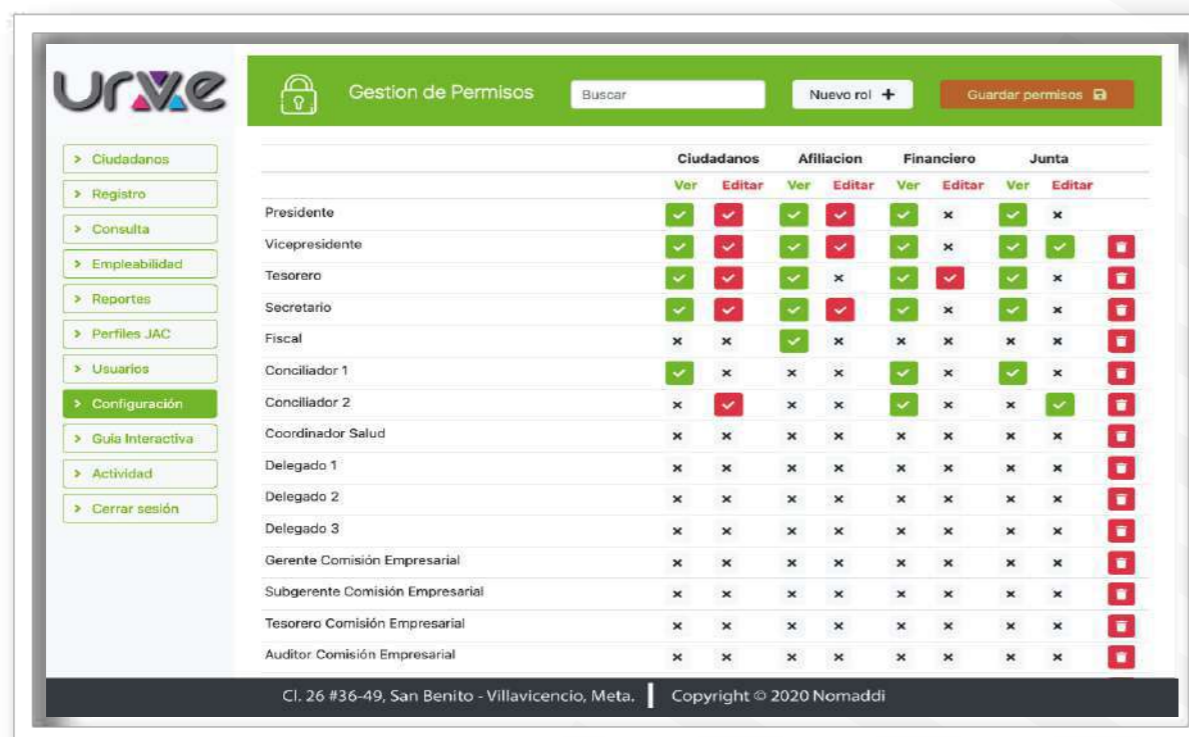 urve
Gestion de Permisos
Buscar
Nuevo rol +
Guardar permisos
> Ciudadanos
> Registro
> Consulta
> Empleabilidad
> Reportes
> Perfiles JAC
> Usuarios
> Configuración
> Guia Interactiva
> Actividad
> Cerrar sesión
Ciudadanos Afiliacion Financiero Junta
Ver Editar Ver Editar Ver Editar Ver Editar
Presidente
Vicepresidente
Tesorero
Secretario
Fiscal
Conciliador 1
Conciliador 2
Coordinador Salud
Delegado 1
Delegado 2
Delegado 3
Gerente Comisión Empresarial
Subgerente Comisión Empresarial
Tesorero Comisión Empresarial
Auditor Comisión Empresarial
Cl. 26 #36-49, San Benito - Villavicencio, Meta. Copyright © 2020 Nomaddi